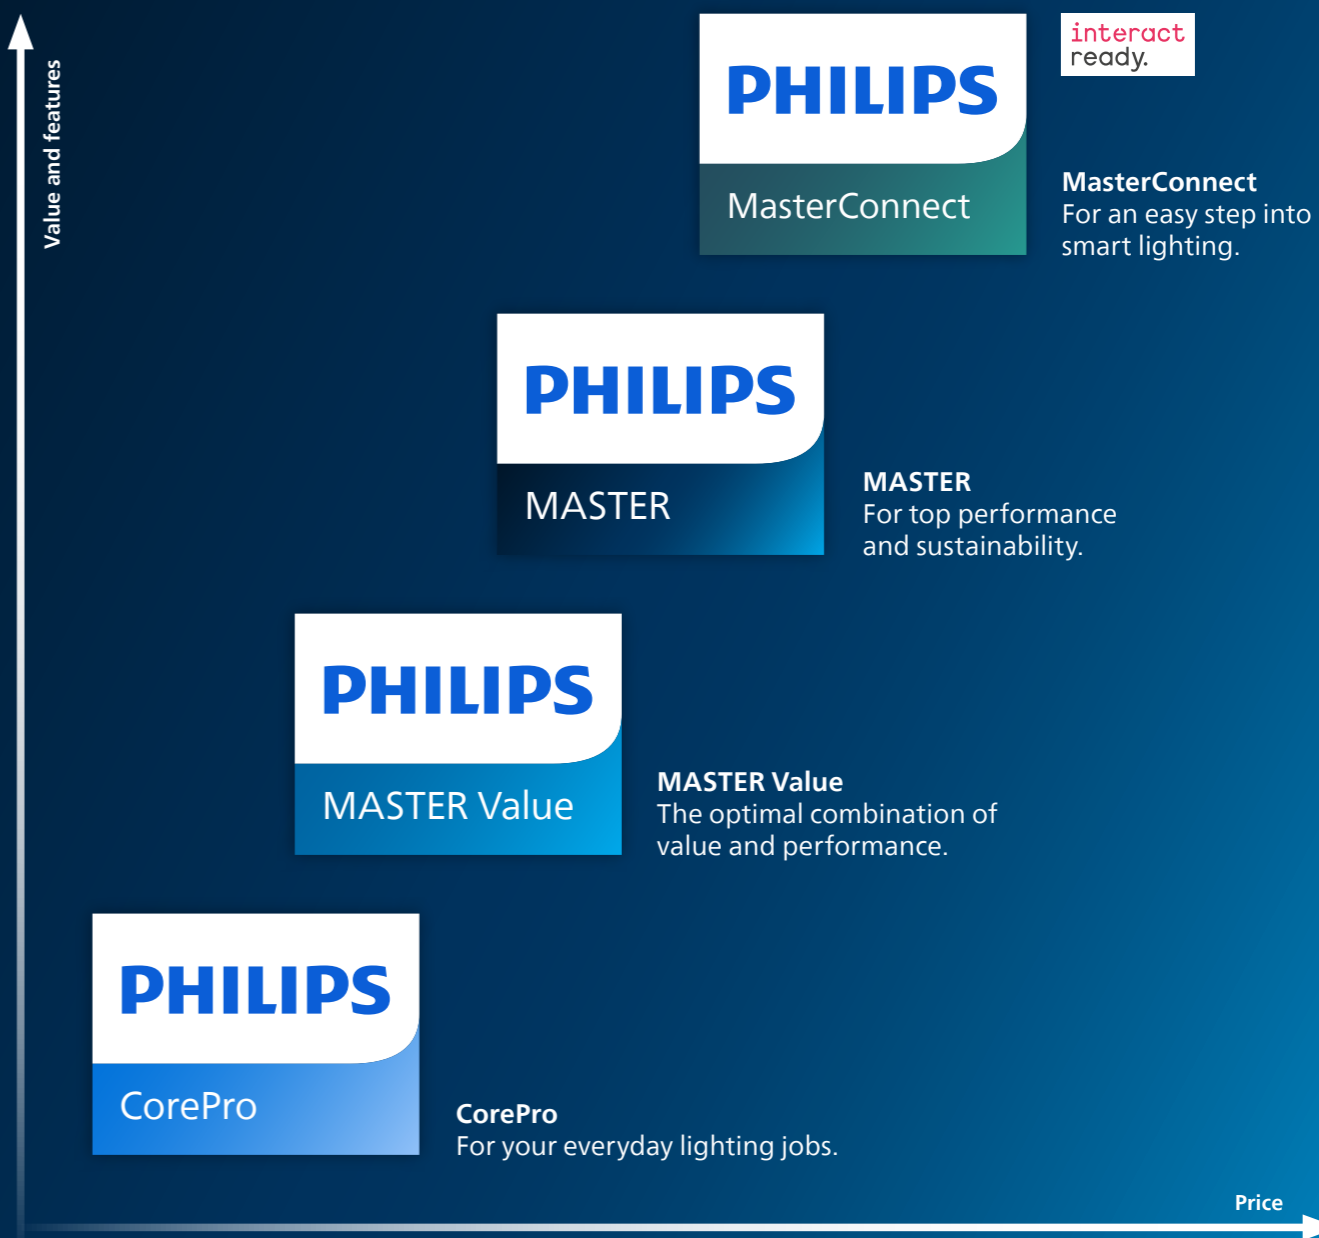 Value and features
PHILIPS
MasterConnect
interact
ready.
MasterConnect
For an easy step into
smart lighting.
PHILIPS
MASTER
MASTER
For top performance
and sustainability.
PHILIPS
MASTER Value
MASTER Value
The optimal combination of
value and performance.
PHILIPS
CorePro
CorePro
For your everyday lighting jobs.
Price